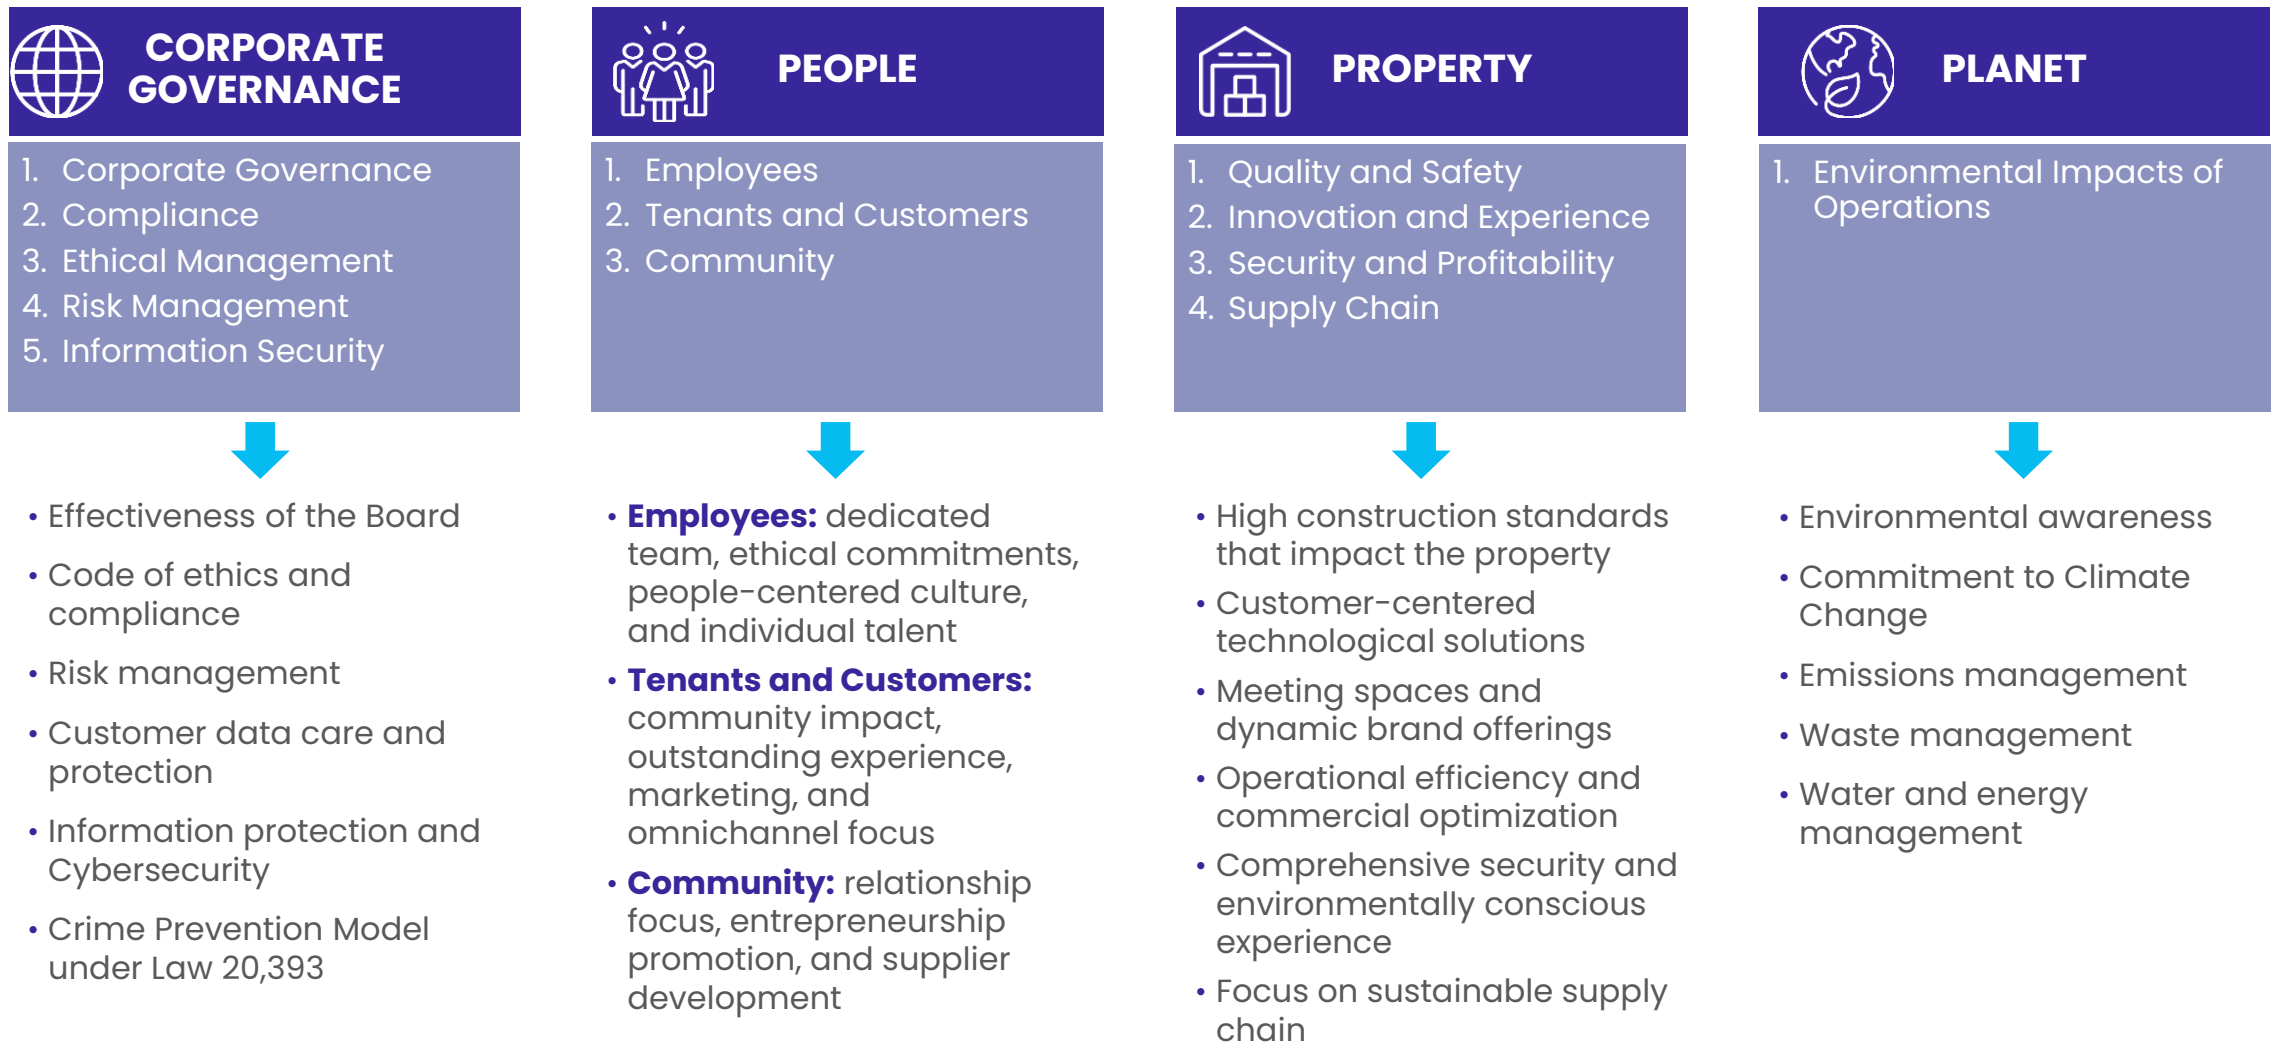 CORPORATE
GOVERNANCE
1. Corporate Governance
2. Compliance
3. Ethical Management
4. Risk Management
5. Information Security
• Effectiveness of the Board
• Code of ethics and
compliance
• Risk management
• Customer data care and
protection
• Information protection and
Cybersecurity
• Crime Prevention Model
under Law 20,393
PEOPLE
1. Employees
2. Tenants and Customers
3. Community
• Employees: dedicated
team, ethical commitments,
people-centered culture,
and individual talent
• Tenants and Customers:
community impact,
outstanding experience,
marketing, and
omnichannel focus
• Community: relationship
focus, entrepreneurship
promotion, and supplier
development
PROPERTY
1. Quality and Safety
2. Innovation and Experience
3. Security and Profitability
4. Supply Chain
• High construction standards
that impact the property
• Customer-centered
technological solutions
• Meeting spaces and
dynamic brand offerings
• Operational efficiency and
commercial optimization
• Comprehensive security and
environmentally conscious
experience
• Focus on sustainable supply
chain
PLANET
1. Environmental Impacts of
Operations
• Environmental awareness
• Commitment to Climate
Change
• Emissions management
• Waste management
• Water and energy
management